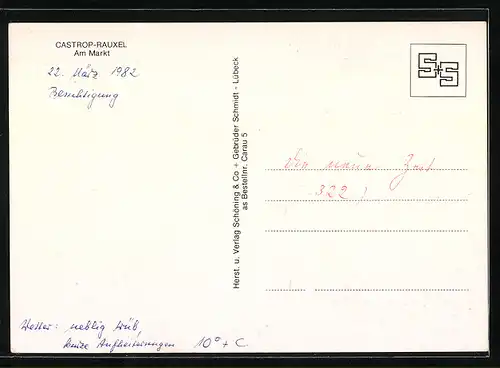 CASTROP-RAUXEL
Am Markt
22. März 1982
Besichtigung
S+S
Herst. u. Verlag Schöning & Co + Gebrüder Schmidt - Lübeck
as Bestellnr. Carau 5
322)
Wetter: neblig trüb,
keine Aufheiterungen 10° + C